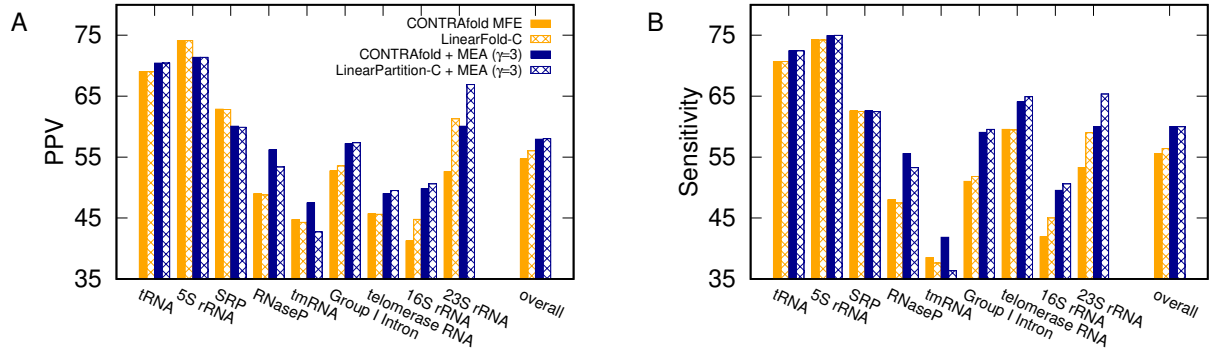 A
PPV
75
65
55
45
35
CONTRAfold MFE
LinearFold-C
CONTRAfold + MEA (γ=3)
LinearPartition-C + MEA (γ=3)
tRNA
5S rRNA
SRP
RNaseP
tmRNA
Group I Intron
telomerase RNA
16S rRNA
23S rRNA
overall
B
Sensitivity
75
65
55
45
35
tRNA
5S rRNA
SRP
RNaseP
tmRNA
Group I Intron
telomerase RNA
16S rRNA
23S rRNA
overall